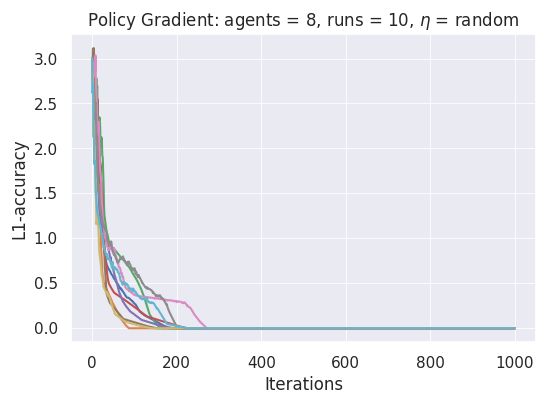 Policy Gradient: agents = 8, runs = 10, η = random
L1-accuracy
3.0
2.5
2.0
1.5
1.0
0.5
0.0
0 200 400 600 800 1000
Iterations